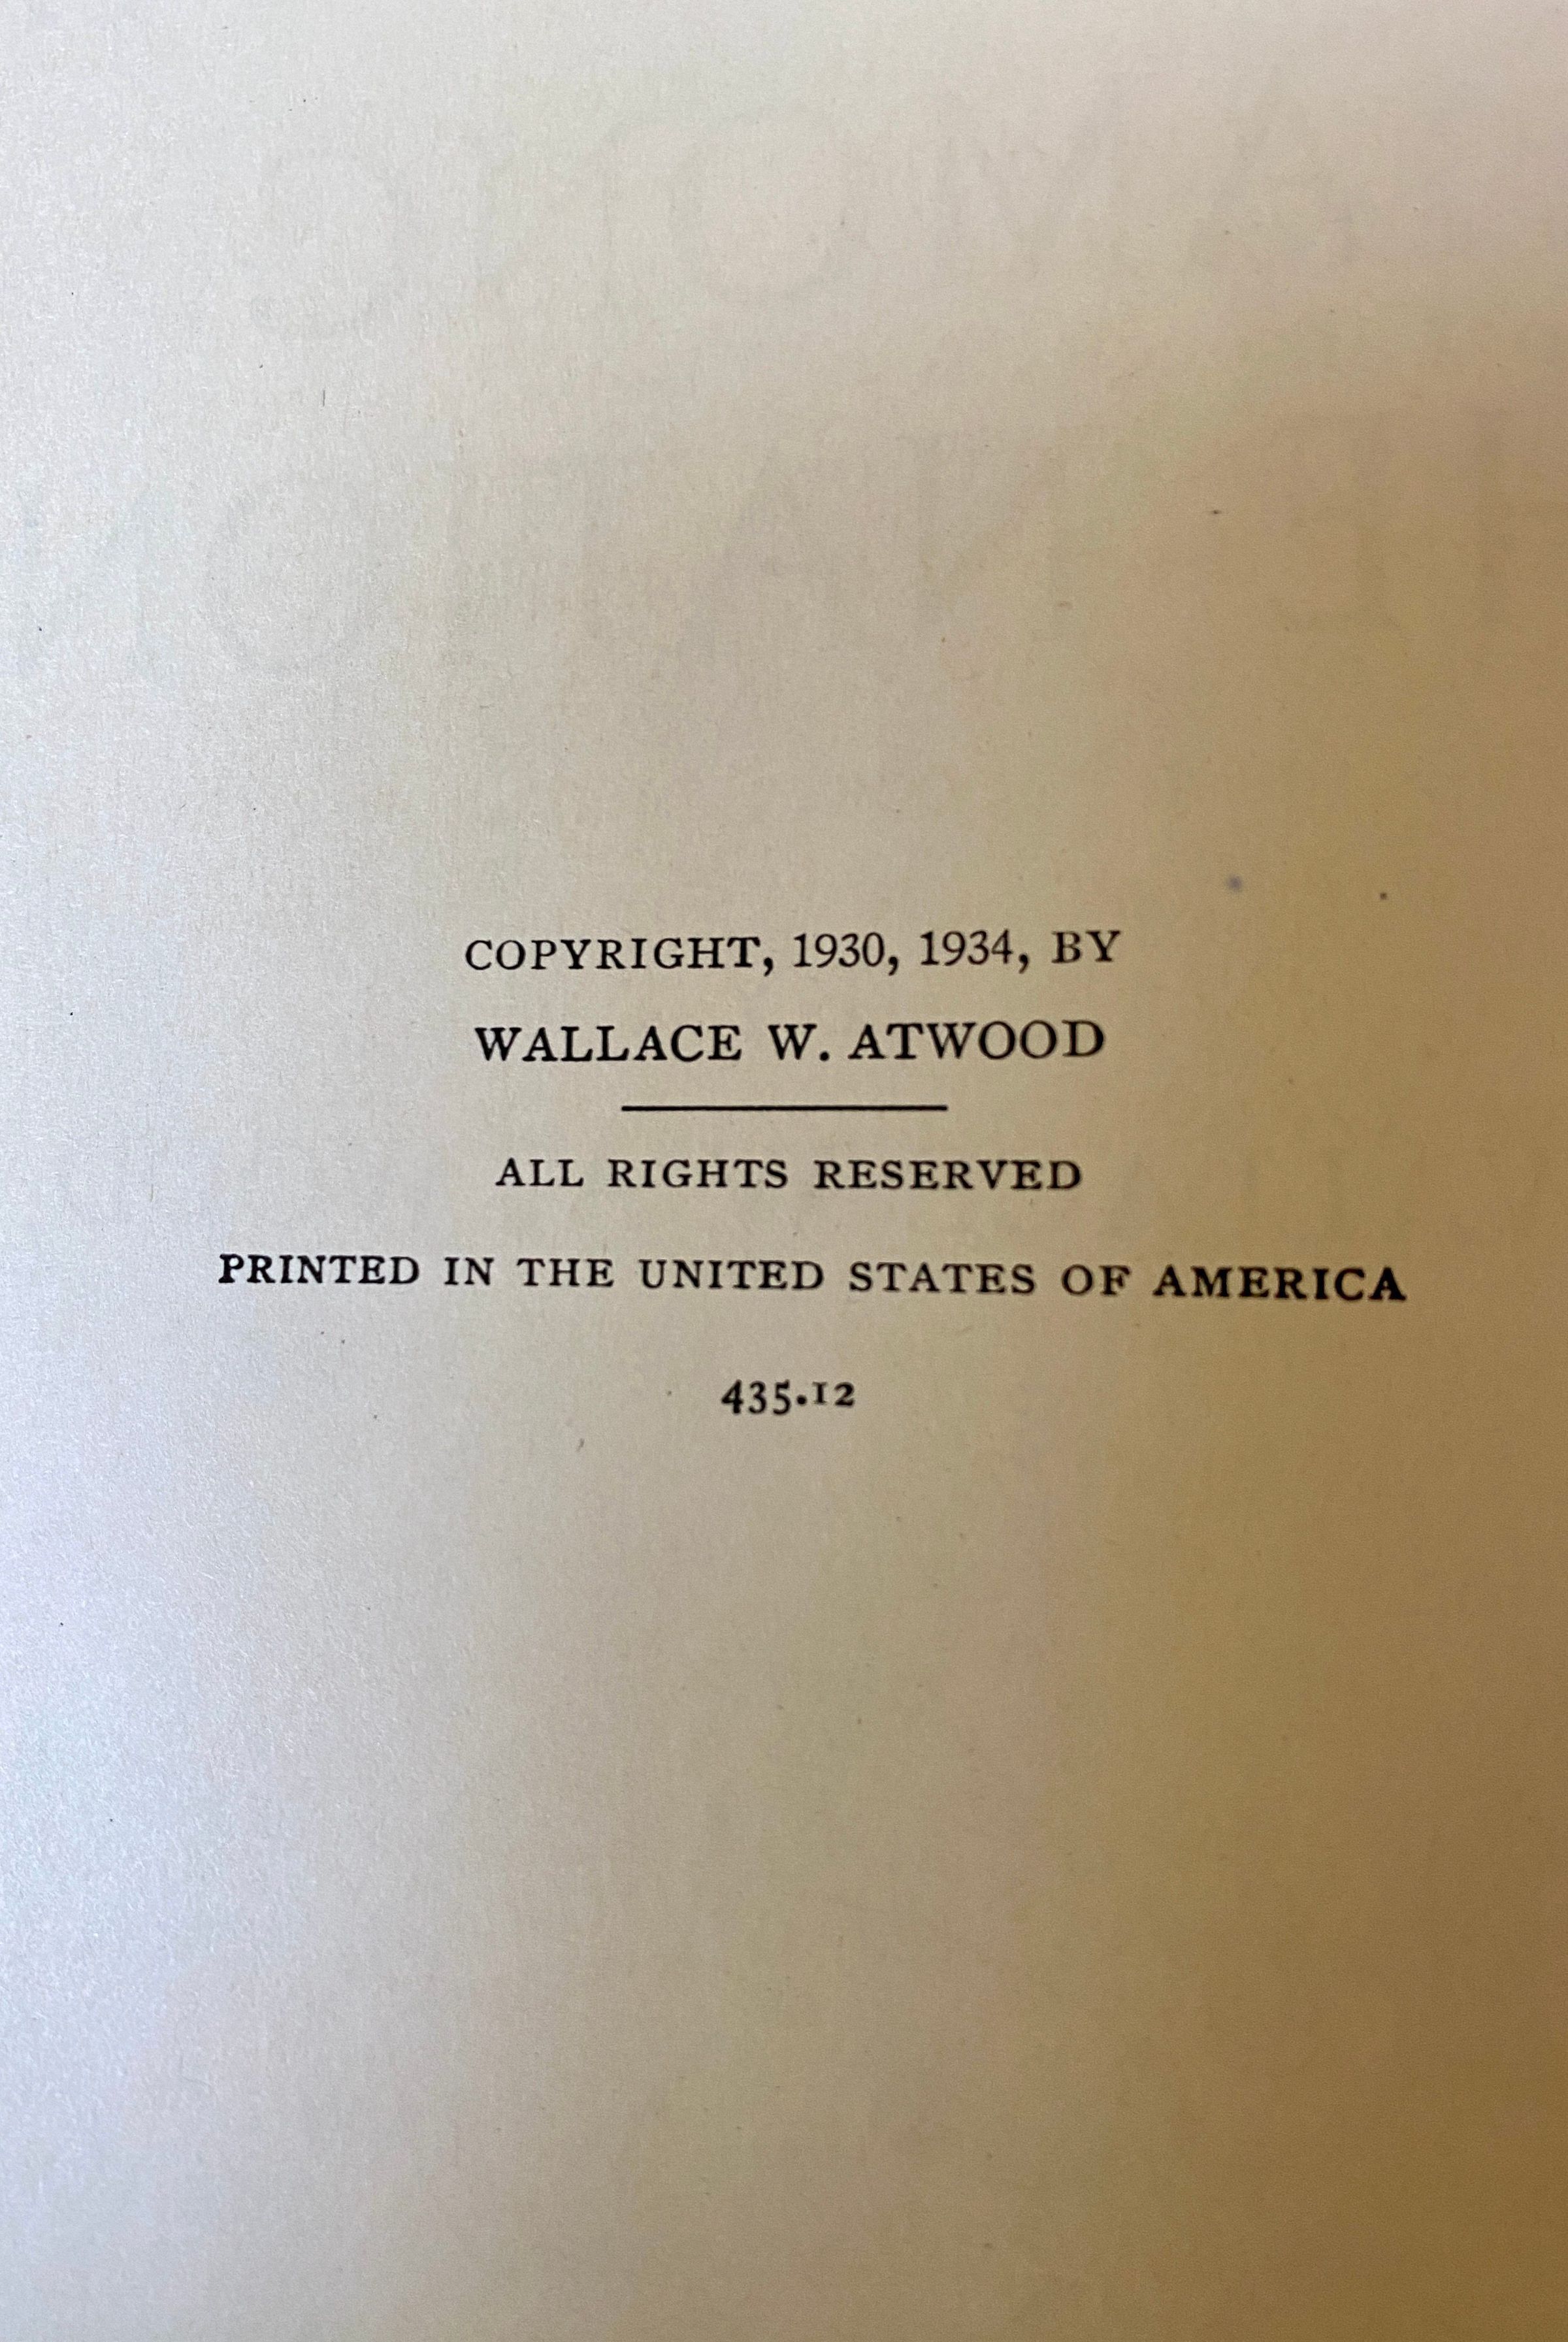 COPYRIGHT, 1930, 1934, BY
WALLACE W. ATWOOD
ALL RIGHTS RESERVED
PRINTED IN THE UNITED STATES OF AMERICA
435.12